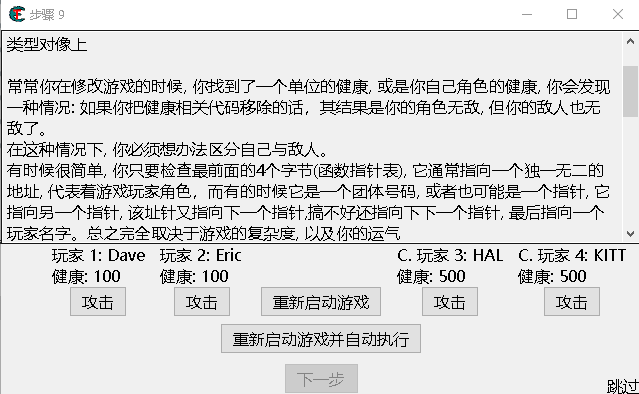 步骤 9
类型对像上
常常你在修改游戏的时候, 你找到了一个单位的健康, 或是你自己角色的健康, 你会发现
一种情况: 如果你把健康相关代码移除的话，其结果是你的角色无敌, 但你的敌人也无
敌了。
在这种情况下, 你必须想办法区分自己与敌人。
有时候很简单, 你只要检查最前面的4个字节(函数指针表), 它通常指向一个独一无二的
地址, 代表着游戏玩家角色，而有的时候它是一个团体号码, 或者也可能是一个指针, 它
指向另一个指针, 该址针又指向下一个指针,搞不好还指向下下一个指针, 最后指向一个
玩家名字。总之完全取决于游戏的复杂度, 以及你的运气
玩家 1: Dave 玩家 2: Eric C. 玩家 3: HAL C. 玩家 4: KITT
健康: 100 健康: 100 健康: 500 健康: 500
攻击 攻击 重新启动游戏 攻击 攻击
重新启动游戏并自动执行
下一步
跳过